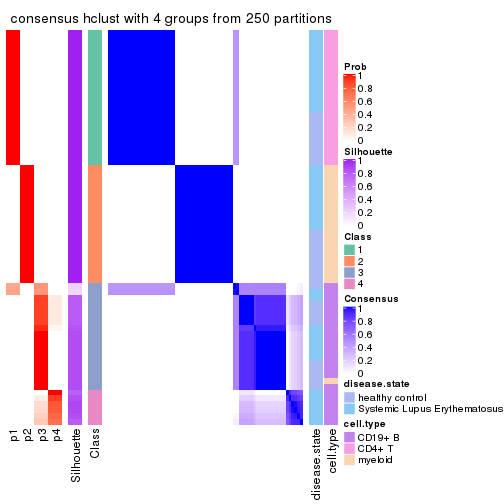 consensus hclust with 4 groups from 250 partitions
Prob
1
0.8
0.6
0.4
0.2
0
Silhouette
1
0.8
0.6
0.4
0.2
0
Class
1
2
3
4
Consensus
1
0.8
0.6
0.4
0.2
0
disease.state
healthy control
Systemic Lupus Erythematosus
cell.type
CD19+ B
CD4+ T
myeloid
p1
p2
p3
p4
Silhouette
Class
disease.state
cell.type